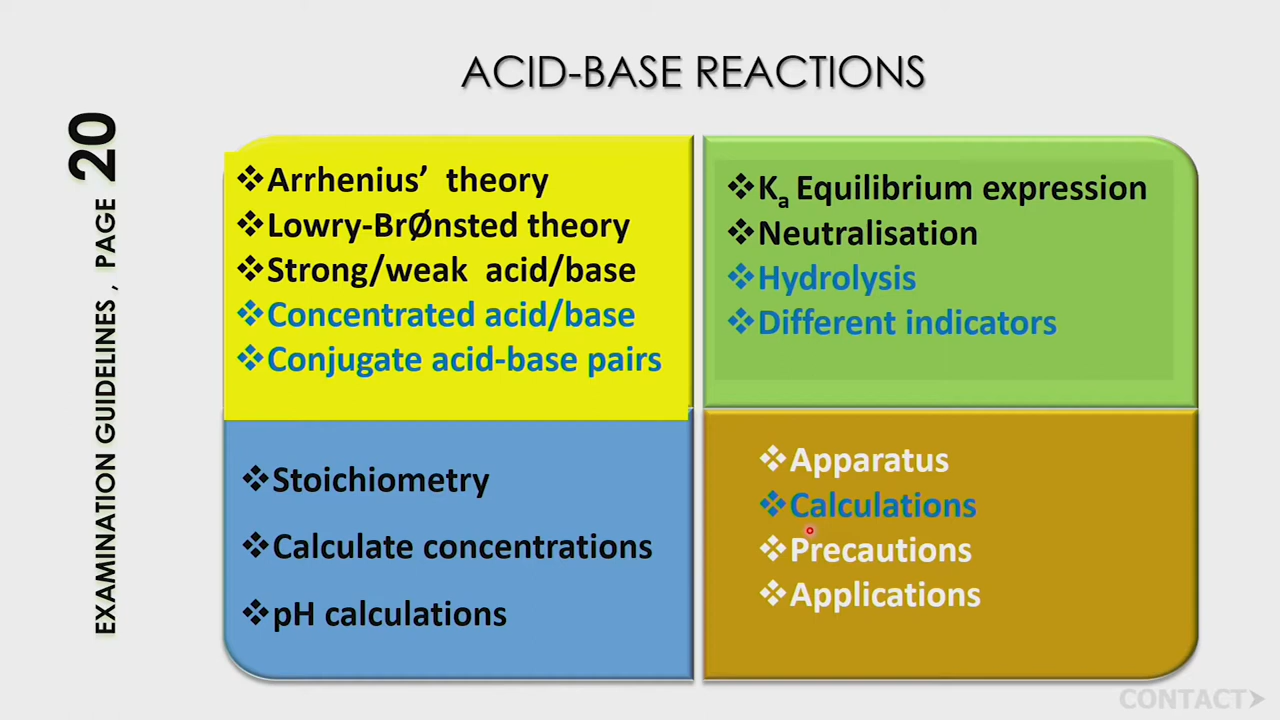 ACID-BASE REACTIONS
EXAMINATION GUIDELINES , PAGE 20
❖Arrhenius’ theory
❖Lowry-BrØnsted theory
❖Strong/weak acid/base
❖Concentrated acid/base
❖Conjugate acid-base pairs
❖Ka Equilibrium expression
❖Neutralisation
❖Hydrolysis
❖Different indicators
❖Stoichiometry
❖Calculate concentrations
❖pH calculations
❖Apparatus
❖Calculations
❖Precautions
❖Applications
CONTACT➤